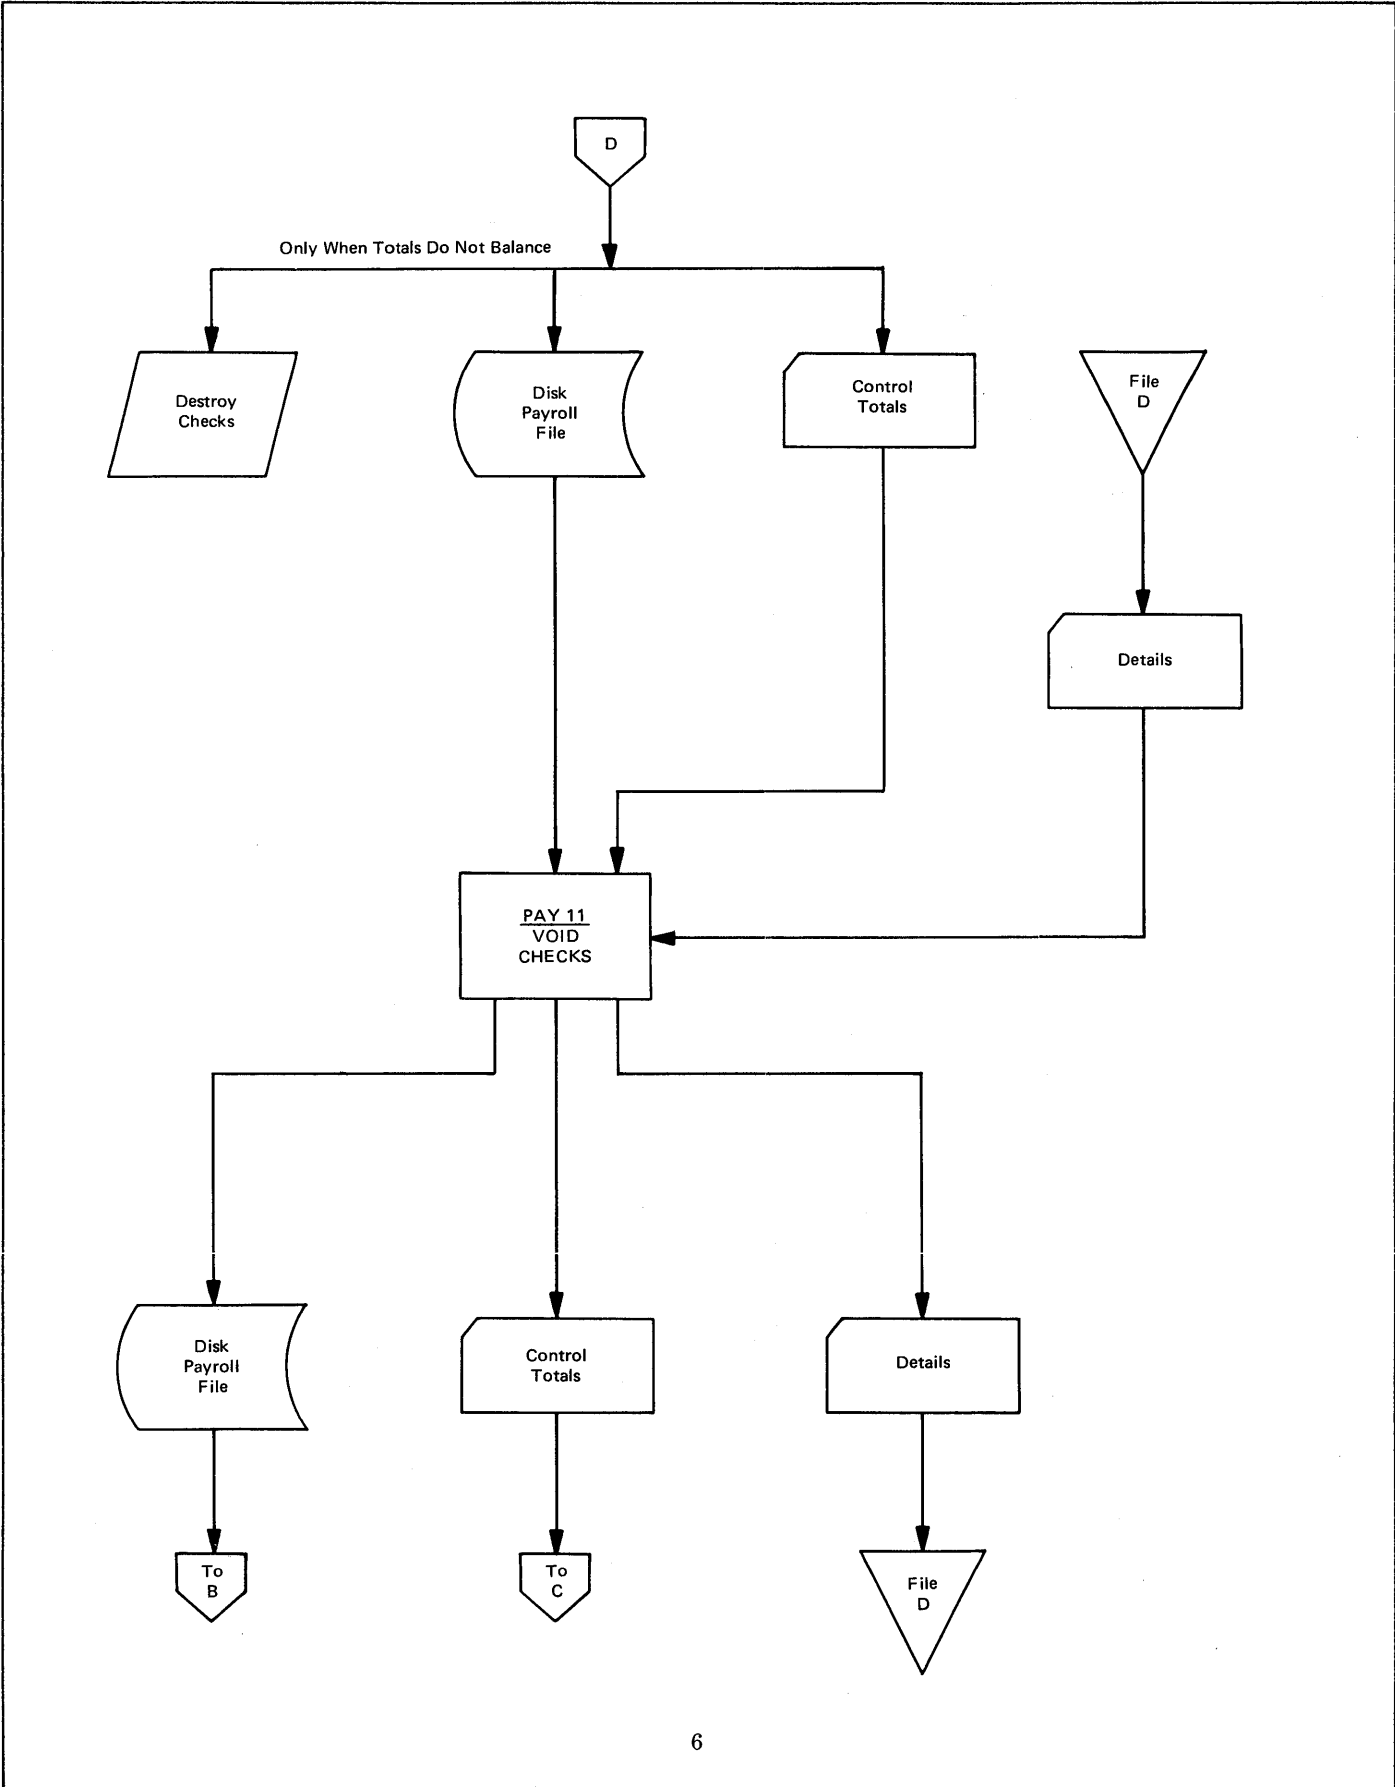 D
Only When Totals Do Not Balance
Destroy
Checks
Disk
Payroll
File
Control
Totals
File
D
Details
PAY 11
VOID
CHECKS
Disk
Payroll
File
Control
Totals
Details
To
B
To
C
File
D
6